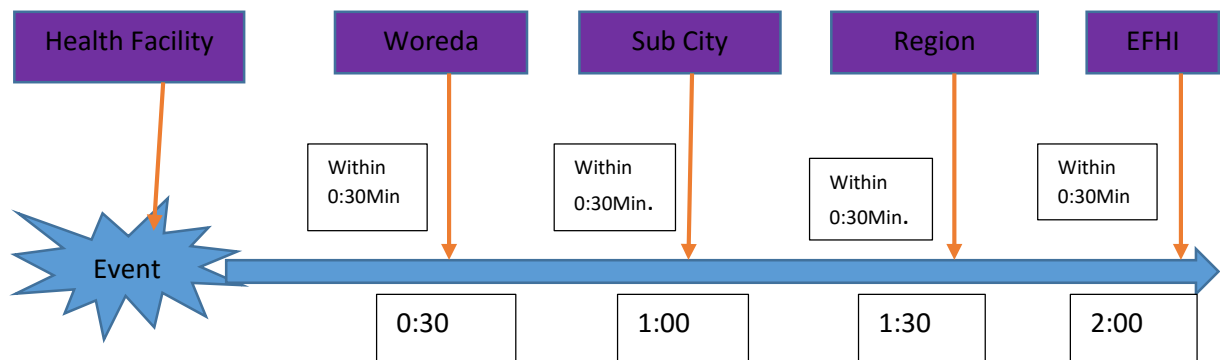 Health Facility
Woreda
Sub City
Region
EFHI
Within
0:30Min
Within
0:30Min.
Within
0:30Min.
Within
0:30Min
Event
0:30
1:00
1:30
2:00